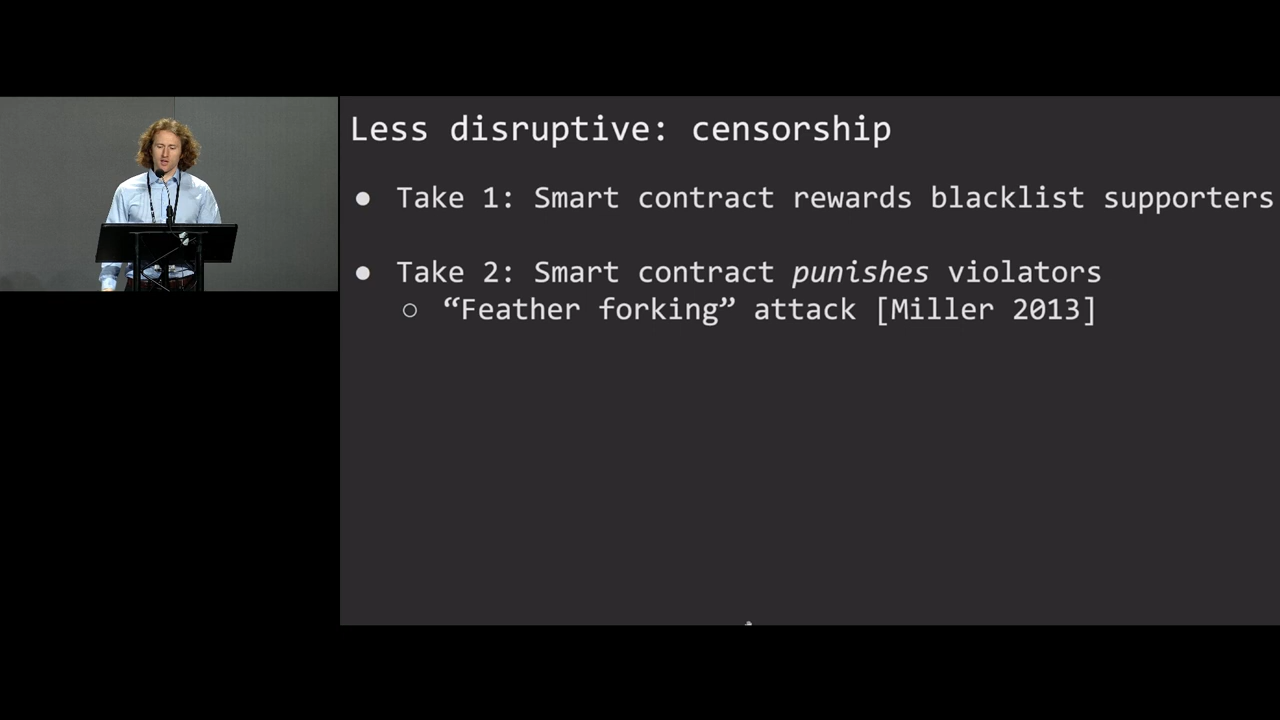 Less disruptive: censorship
● Take 1: Smart contract rewards blacklist supporters
● Take 2: Smart contract punishes violators
○ “Feather forking” attack [Miller 2013]